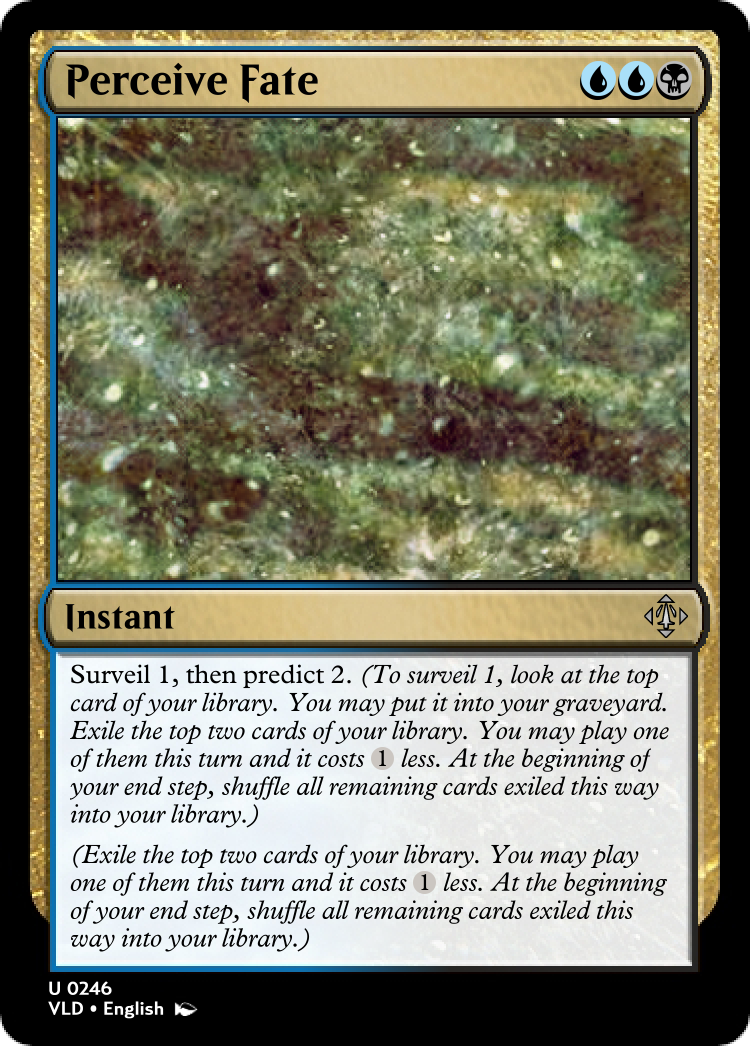 Perceive Fate
Instant
Surveil 1, then predict 2. (To surveil 1, look at the top
card of your library. You may put it into your graveyard.
Exile the top two cards of your library. You may play one
of them this turn and it costs 1 less. At the beginning of
your end step, shuffle all remaining cards exiled this way
into your library.)
(Exile the top two cards of your library. You may play
one of them this turn and it costs 1 less. At the beginning
of your end step, shuffle all remaining cards exiled this
way into your library.)
U 0246
VLD • English